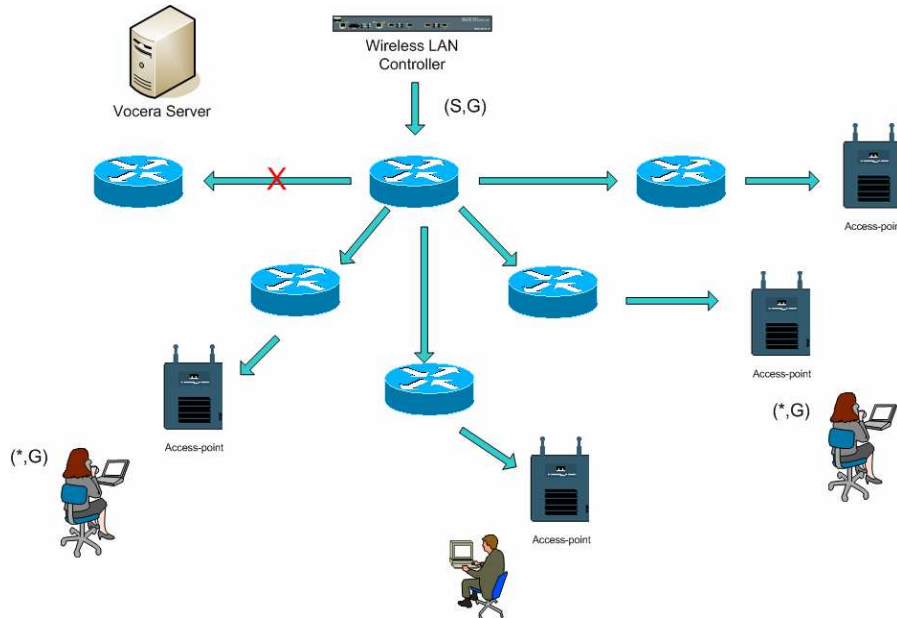 Wireless LAN
Controller
Vocera Server
(S,G)
X
Access-point
Access-point
(*,G)
Access-point
(*,G)
Access-point